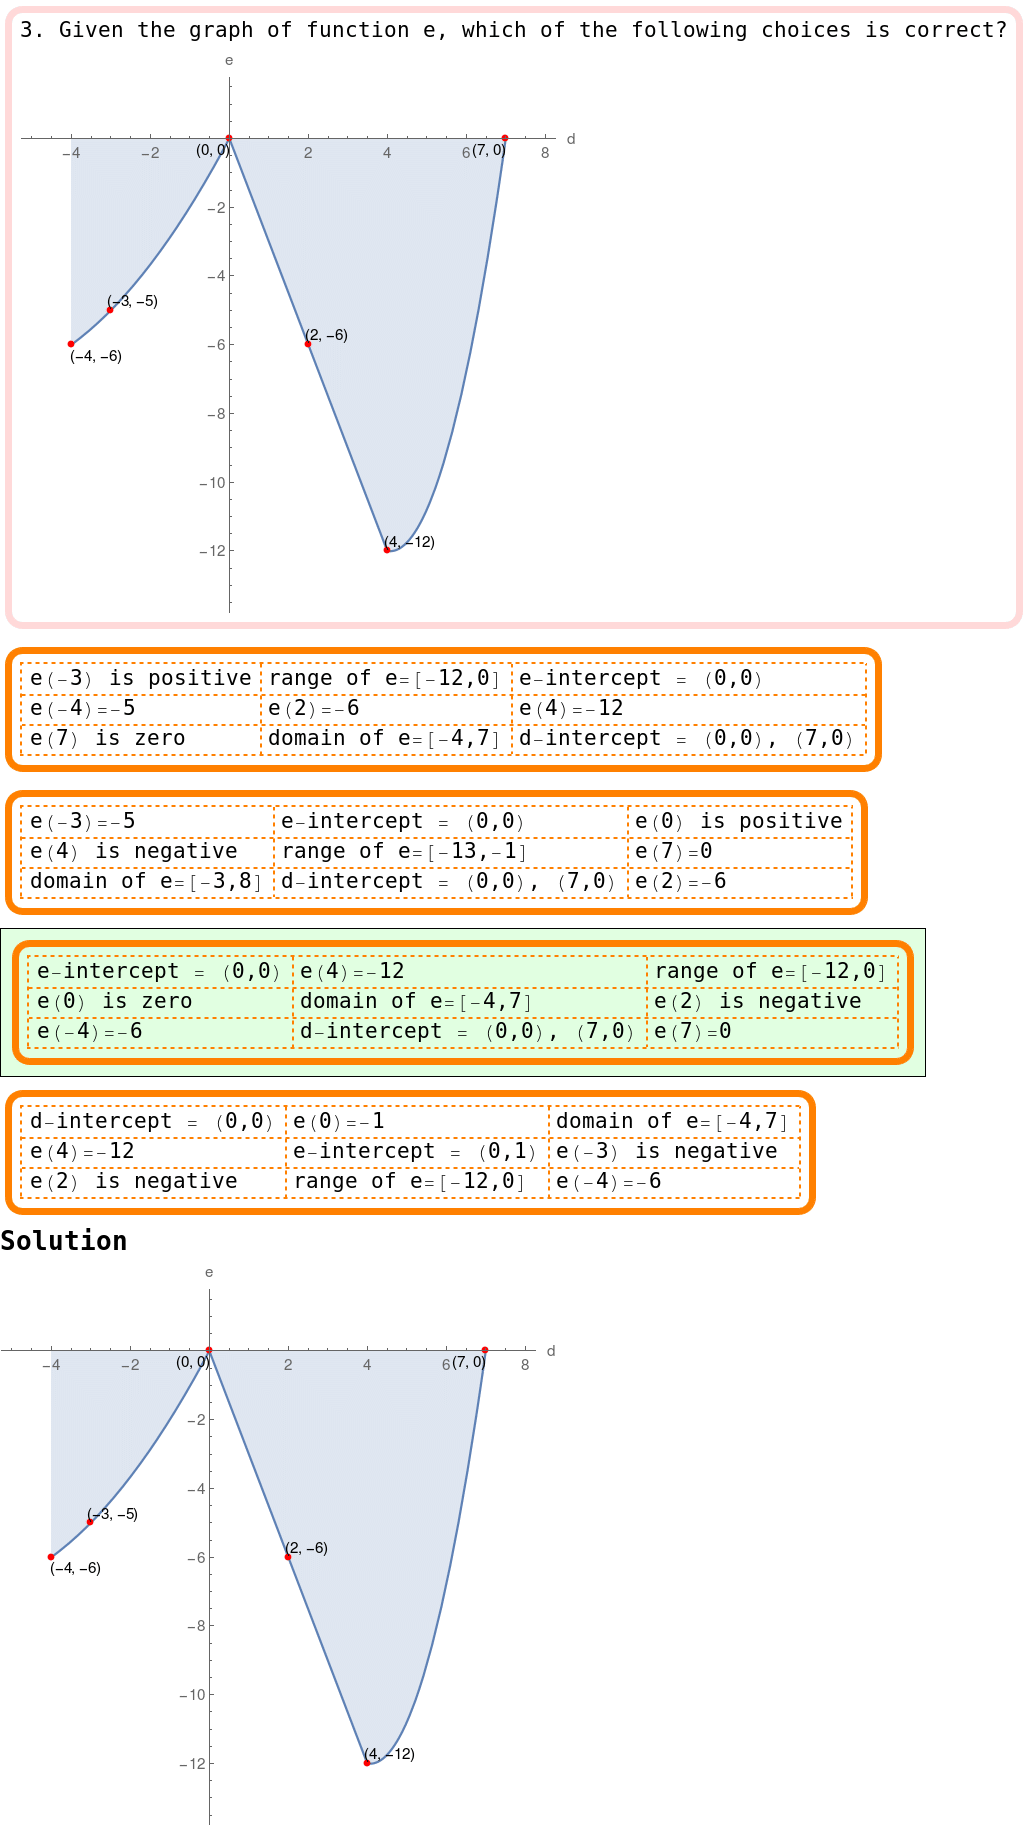 3. Given the graph of function e, which of the following choices is correct?
e
d
−4 −2 2 4 6 8
(0, 0) (7, 0)
−2
−4
(−3, −5)
(2, −6)
−6
(−4, −6)
−8
−10
(4, −12)
−12
e(−3) is positive range of e=[-12,0] e-intercept = (0,0)
e(−4)=−5 e(2)=−6 e(4)=−12
e(7) is zero domain of e=[-4,7] d-intercept = (0,0), (7,0)
e(−3)=−5 e-intercept = (0,0) e(0) is positive
e(4) is negative range of e=[-13,-1] e(7)=0
domain of e=[-3,8] d-intercept = (0,0), (7,0) e(2)=−6
e-intercept = (0,0) e(4)=−12 range of e=[-12,0]
e(0) is zero domain of e=[-4,7] e(2) is negative
e(−4)=−6 d-intercept = (0,0), (7,0) e(7)=0
d-intercept = (0,0) e(0)=−1 domain of e=[-4,7]
e(4)=−12 e-intercept = (0,1) e(−3) is negative
e(2) is negative range of e=[-12,0] e(−4)=−6
Solution
e
d
−4 −2 2 4 6 8
(0, 0) (7, 0)
−2
−4
(−3, −5)
(2, −6)
−6
(−4, −6)
−8
−10
(4, −12)
−12